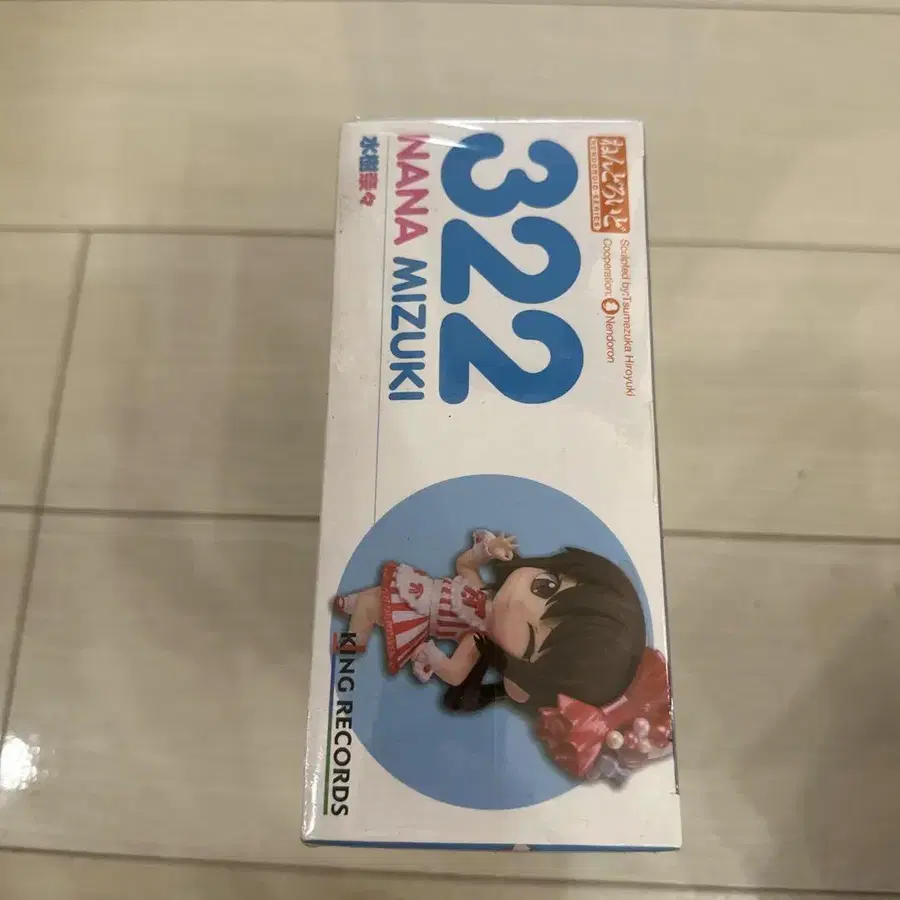 ねんどろいど
NENDOROID SERIES
Sculpted by:Tsumezuka Hiroyuki
Cooperation: Nendoron
322
NANA MIZUKI
水樹奈々
KING RECORDS